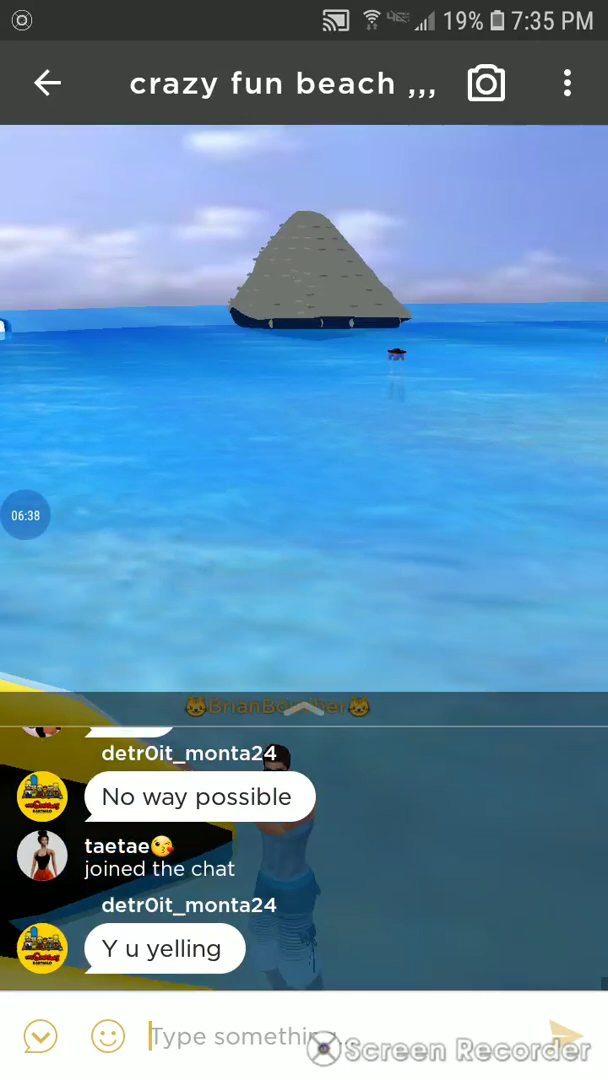 19% 7:35 PM
crazy fun beach ,,,
06:38
detr0it_monta24
No way possible
taetae😘
joined the chat
detr0it_monta24
Y u yelling
Type something...
Screen Recorder